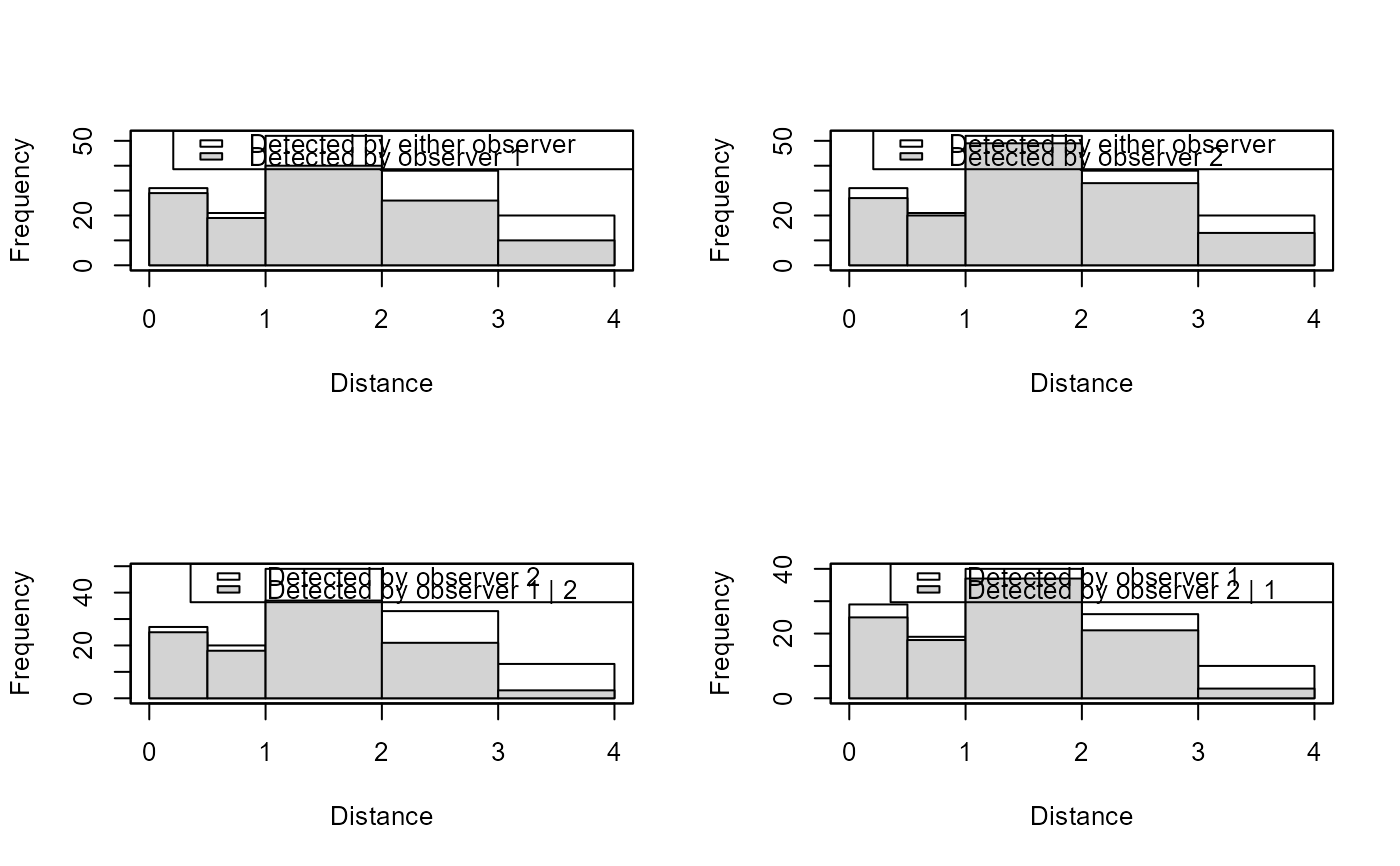 Detected by either observer
Detected by observer 1
Frequency
0 20 50
0 1 2 3 4
Distance
Detected by either observer
Detected by observer 2
Frequency
0 20 50
0 1 2 3 4
Distance
Detected by observer 2
Detected by observer 1 | 2
Frequency
0 20 40
0 1 2 3 4
Distance
Detected by observer 1
Detected by observer 2 | 1
Frequency
0 20 40
0 1 2 3 4
Distance